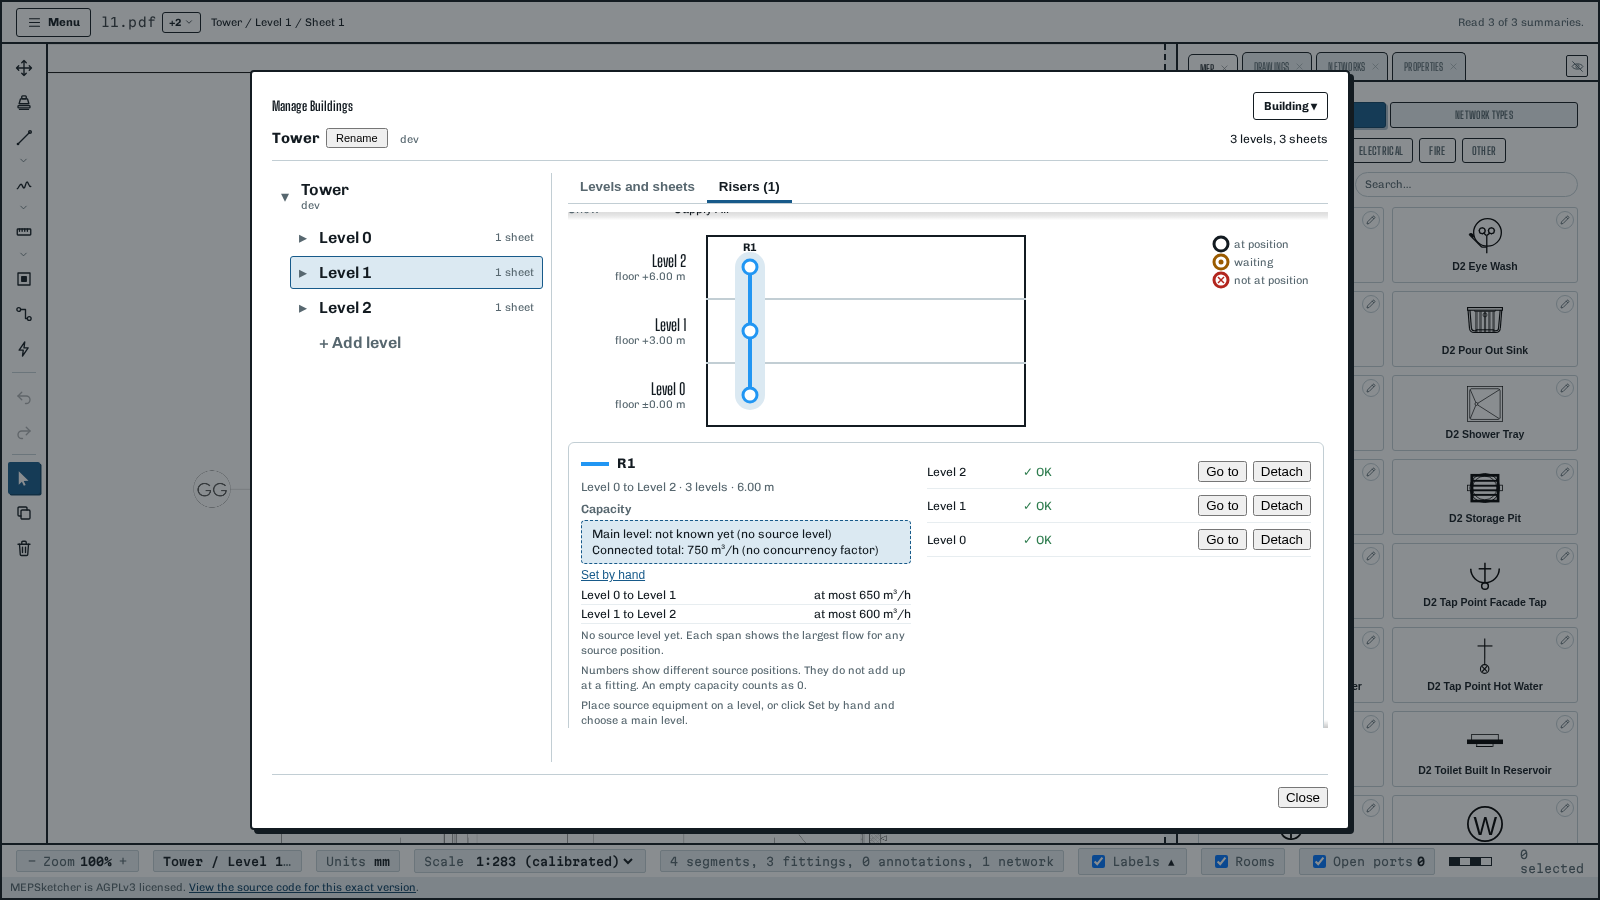 Menu
l1.pdf
+2
Tower / Level 1 / Sheet 1
Read 3 of 3 summaries.
MEP
DRAWINGS
NETWORKS
PROPERTIES
NETWORK TYPES
ELECTRICAL
FIRE
OTHER
Search...
Manage Buildings
Building ▾
Tower
Rename
dev
3 levels, 3 sheets
Tower
dev
Level 0
1 sheet
Level 1
1 sheet
Level 2
1 sheet
+ Add level
Levels and sheets
Risers (1)
R1
Level 2
floor +6.00 m
Level 1
floor +3.00 m
Level 0
floor ±0.00 m
at position
waiting
not at position
R1
Level 0 to Level 2 · 3 levels · 6.00 m
Capacity
Main level: not known yet (no source level)
Connected total: 750 m³/h (no concurrency factor)
Set by hand
Level 0 to Level 1
at most 650 m³/h
Level 1 to Level 2
at most 600 m³/h
No source level yet. Each span shows the largest flow for any
source position.
Numbers show different source positions. They do not add up
at a fitting. An empty capacity counts as 0.
Place source equipment on a level, or click Set by hand and
choose a main level.
Level 2
✓ OK
Go to
Detach
Level 1
✓ OK
Go to
Detach
Level 0
✓ OK
Go to
Detach
Close
GG
D2 Eye Wash
D2 Pour Out Sink
D2 Shower Tray
D2 Storage Pit
D2 Tap Point Facade Tap
er
D2 Tap Point Hot Water
D2 Toilet Built In Reservoir
W
− Zoom 100% +
Tower / Level 1…
Units mm
Scale 1:283 (calibrated)
4 segments, 3 fittings, 0 annotations, 1 network
Labels ▲
Rooms
Open ports 0
0
selected
MEPSketcher is AGPLv3 licensed. View the source code for this exact version.